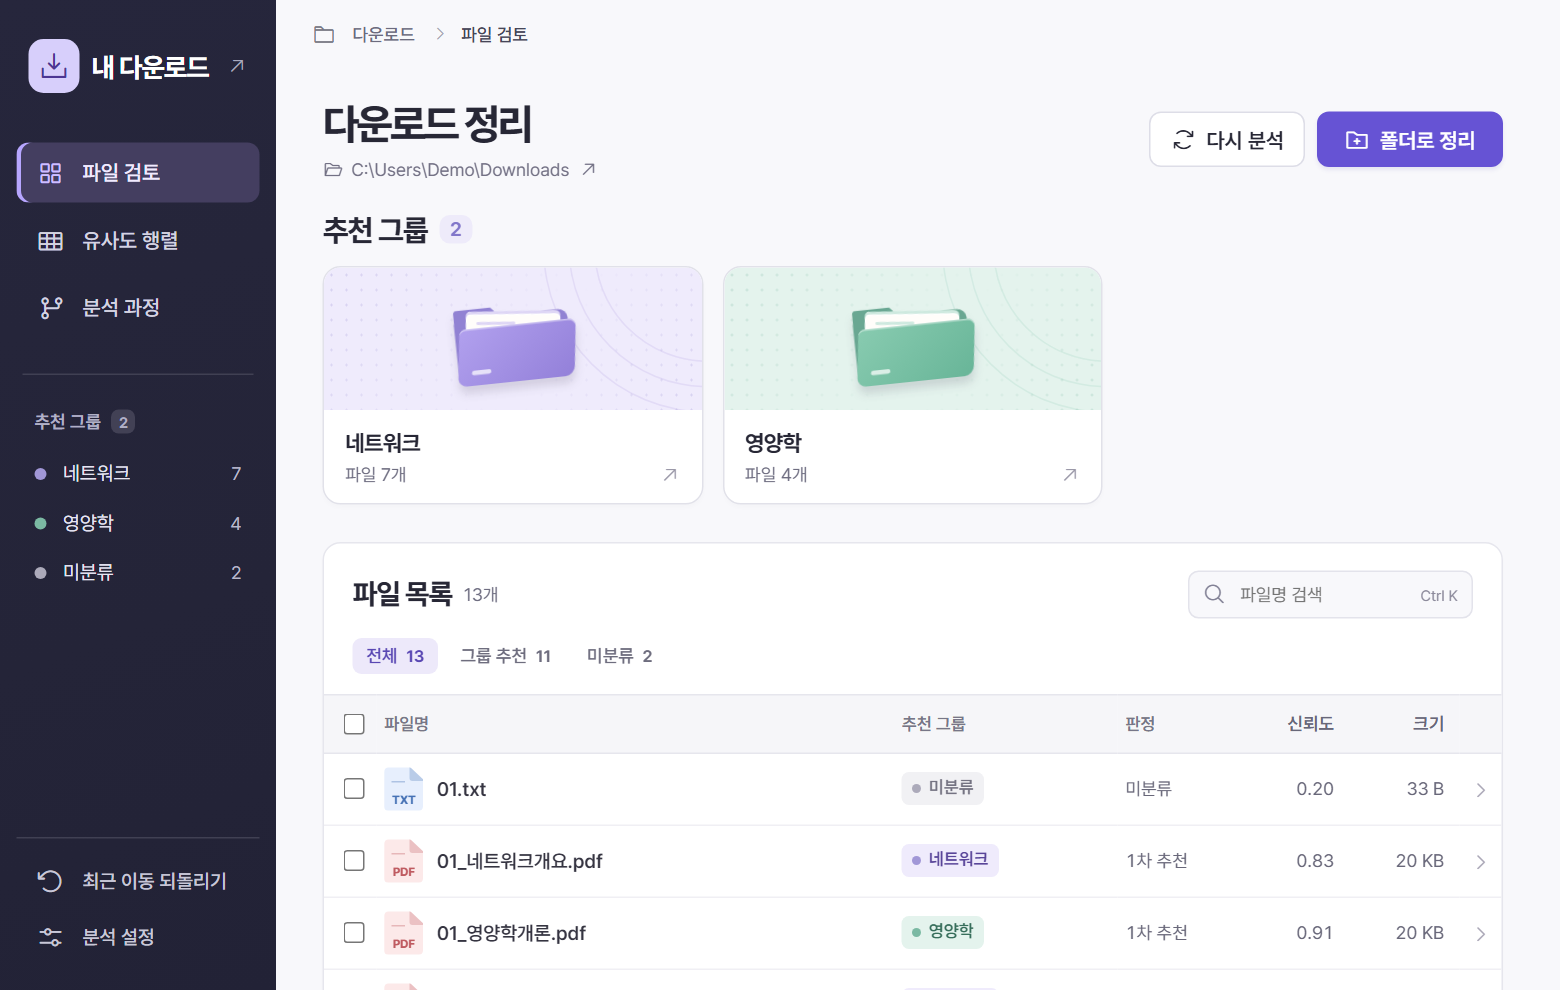 내 다운로드
파일 검토
유사도 행렬
분석 과정
추천 그룹 2
네트워크 7
영양학 4
미분류 2
최근 이동 되돌리기
분석 설정
다운로드 파일 검토
다운로드 정리
C:\Users\Demo\Downloads
다시 분석
폴더로 정리
추천 그룹 2
네트워크
파일 7개
영양학
파일 4개
파일 목록 13개
파일명 검색 Ctrl K
전체 13 그룹 추천 11 미분류 2
파일명 추천 그룹 판정 신뢰도 크기
TXT 01.txt 미분류 미분류 0.20 33 B
PDF 01_네트워크개요.pdf 네트워크 1차 추천 0.83 20 KB
PDF 01_영양학개론.pdf 영양학 1차 추천 0.91 20 KB